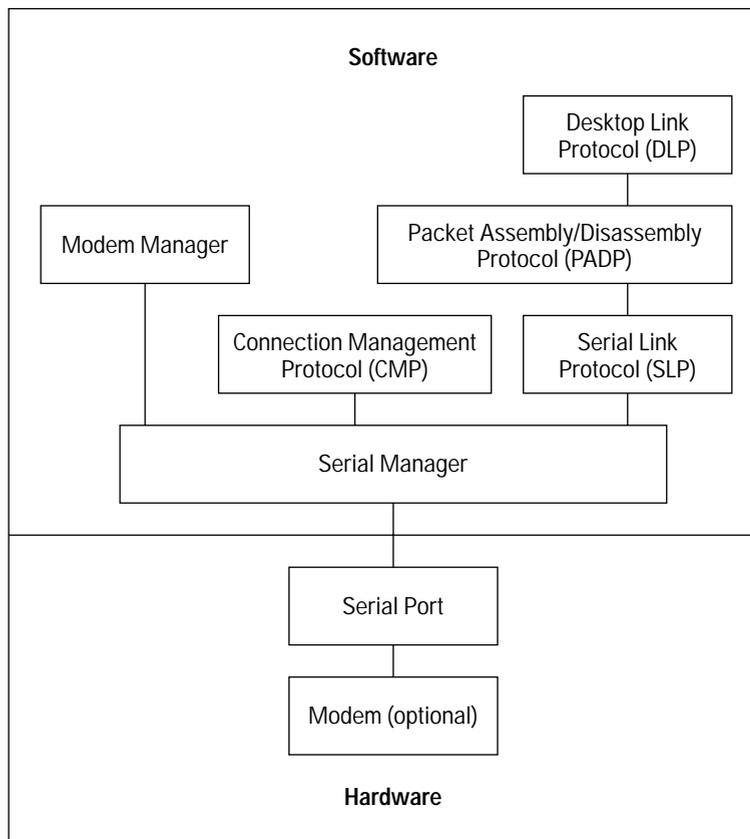 Software
Desktop Link
Protocol (DLP)
Modem Manager
Packet Assembly/Disassembly
Protocol (PADP)
Connection Management
Protocol (CMP)
Serial Link
Protocol (SLP)
Serial Manager
Serial Port
Modem (optional)
Hardware